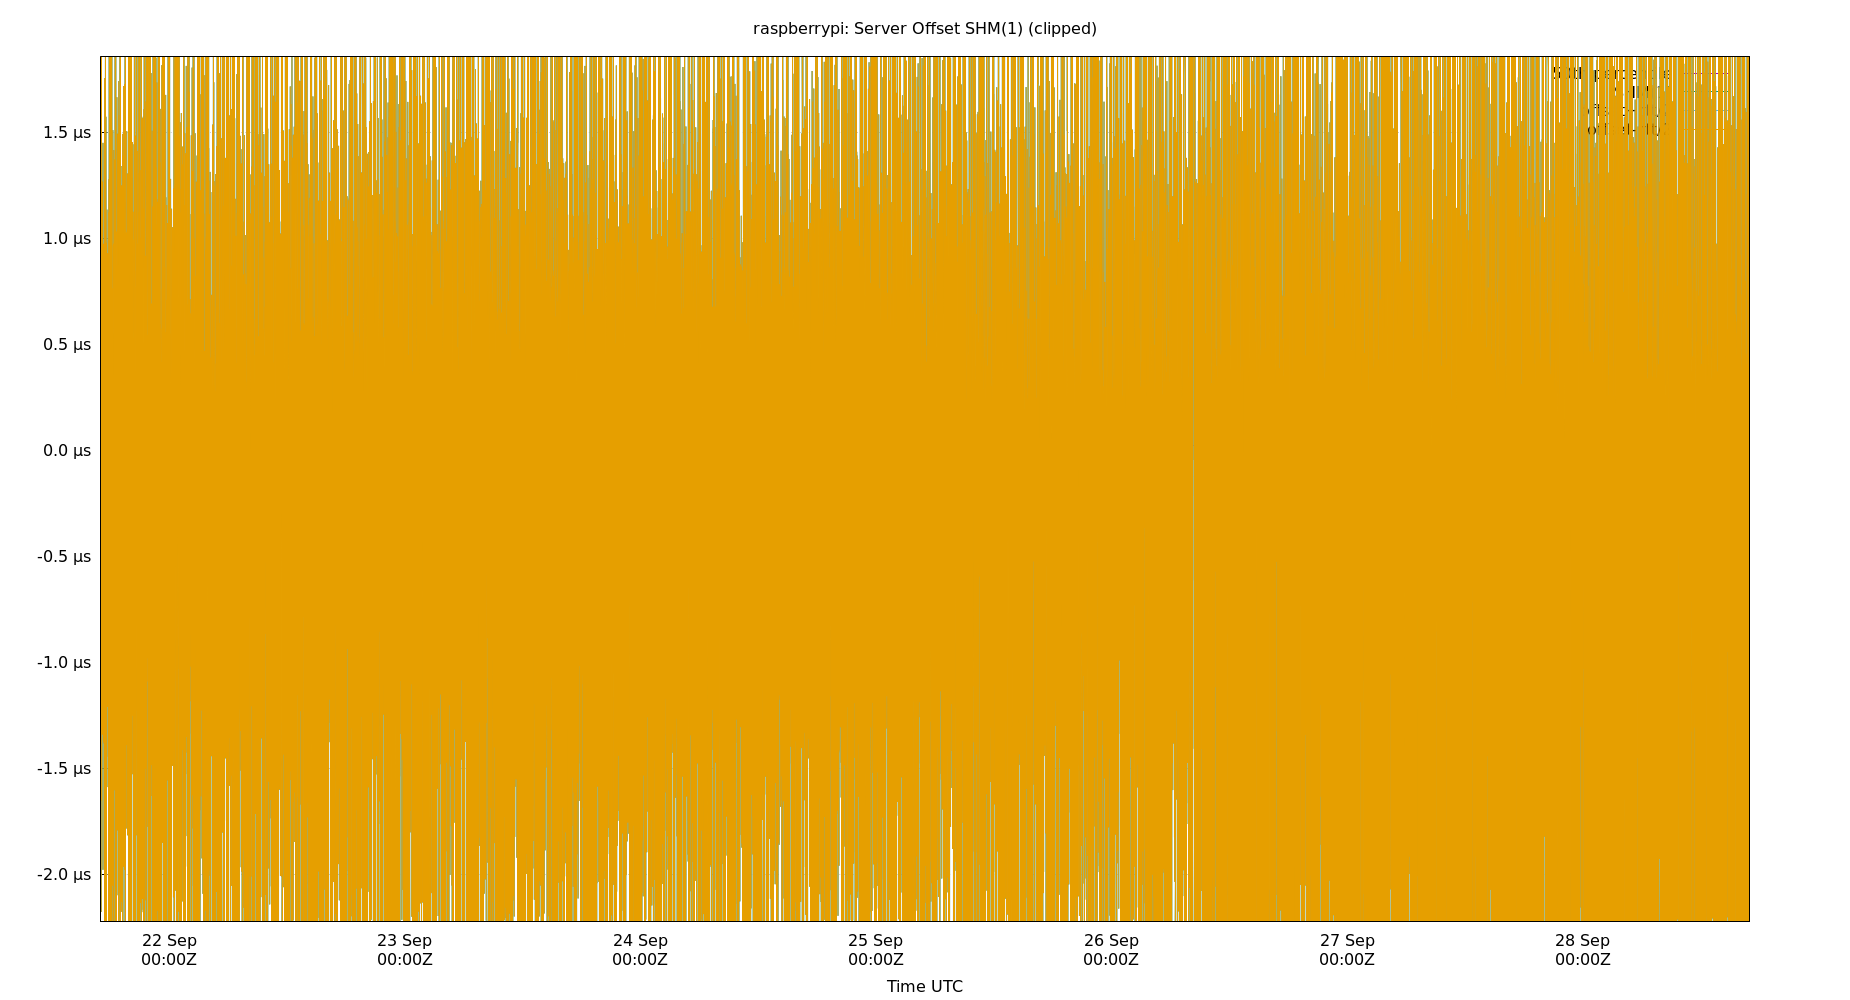 raspberrypi: Server Offset SHM(1) (clipped)
1.5 µs
1.0 µs
0.5 µs
0.0 µs
-0.5 µs
-1.0 µs
-1.5 µs
-2.0 µs
22 Sep 23 Sep 24 Sep 25 Sep 26 Sep 27 Sep 28 Sep
00:00Z 00:00Z 00:00Z 00:00Z 00:00Z 00:00Z 00:00Z
Time UTC